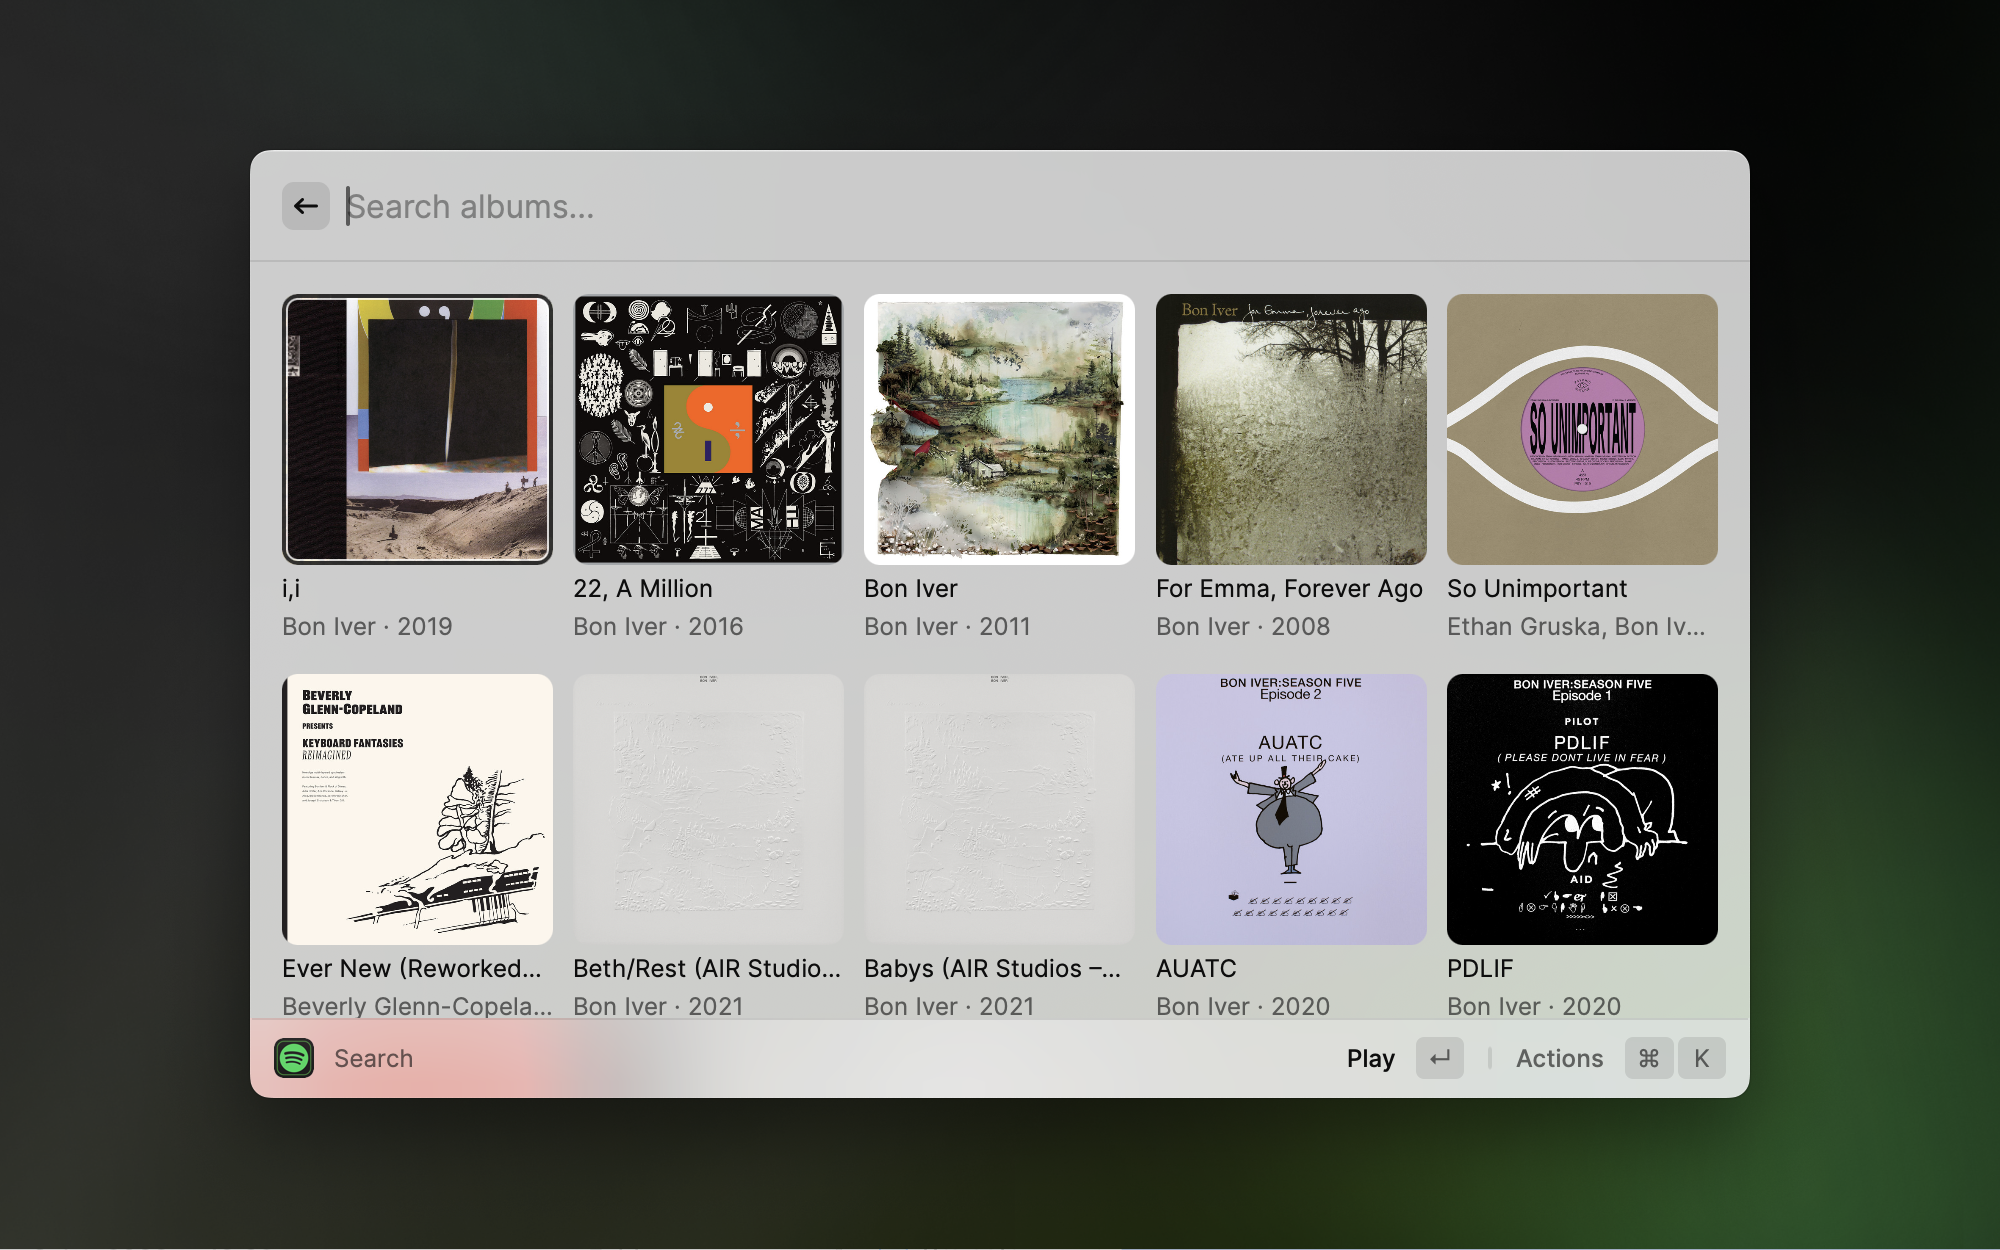 Search albums...
Bon Iver for Emma, forever ago
SO UNIMPORTANT
i,i
22, A Million
Bon Iver
For Emma, Forever Ago
So Unimportant
Bon Iver · 2019
Bon Iver · 2016
Bon Iver · 2011
Bon Iver · 2008
Ethan Gruska, Bon Iv...
BEVERLY
GLENN-COPELAND
PRESENTS
KEYBOARD FANTASIES
REIMAGINED
BON IVER:SEASON FIVE
Episode 2
AUATC
(ATE UP ALL THEIR CAKE)
BON IVER:SEASON FIVE
Episode 1
PILOT
PDLIF
( PLEASE DONT LIVE IN FEAR )
AID
Ever New (Reworked...
Beth/Rest (AIR Studio...
Babys (AIR Studios –...
AUATC
PDLIF
Beverly Glenn-Copela...
Bon Iver · 2021
Bon Iver · 2021
Bon Iver · 2020
Bon Iver · 2020
Search
Play
Actions
⌘
K